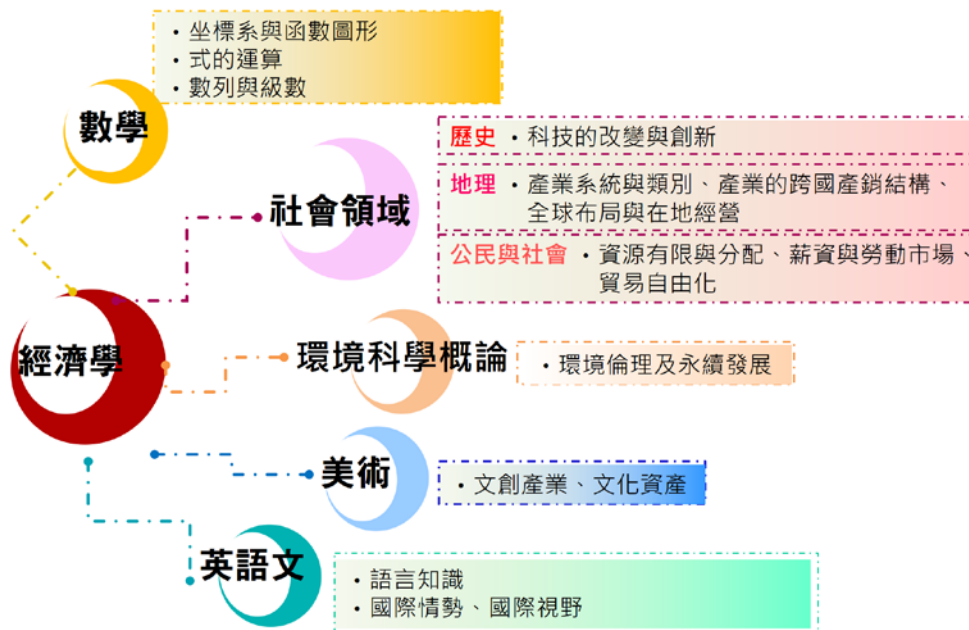 • 坐標系與函數圖形
• 式的運算
• 數列與級數
數學
社會領域
歷史 • 科技的改變與創新
地理 • 產業系統與類別、產業的跨國產銷結構、
全球布局與在地經營
公民與社會 • 資源有限與分配、薪資與勞動市場、
貿易自由化
經濟學
環境科學概論
• 環境倫理及永續發展
美術
• 文創產業、文化資產
英語文
• 語言知識
• 國際情勢、國際視野